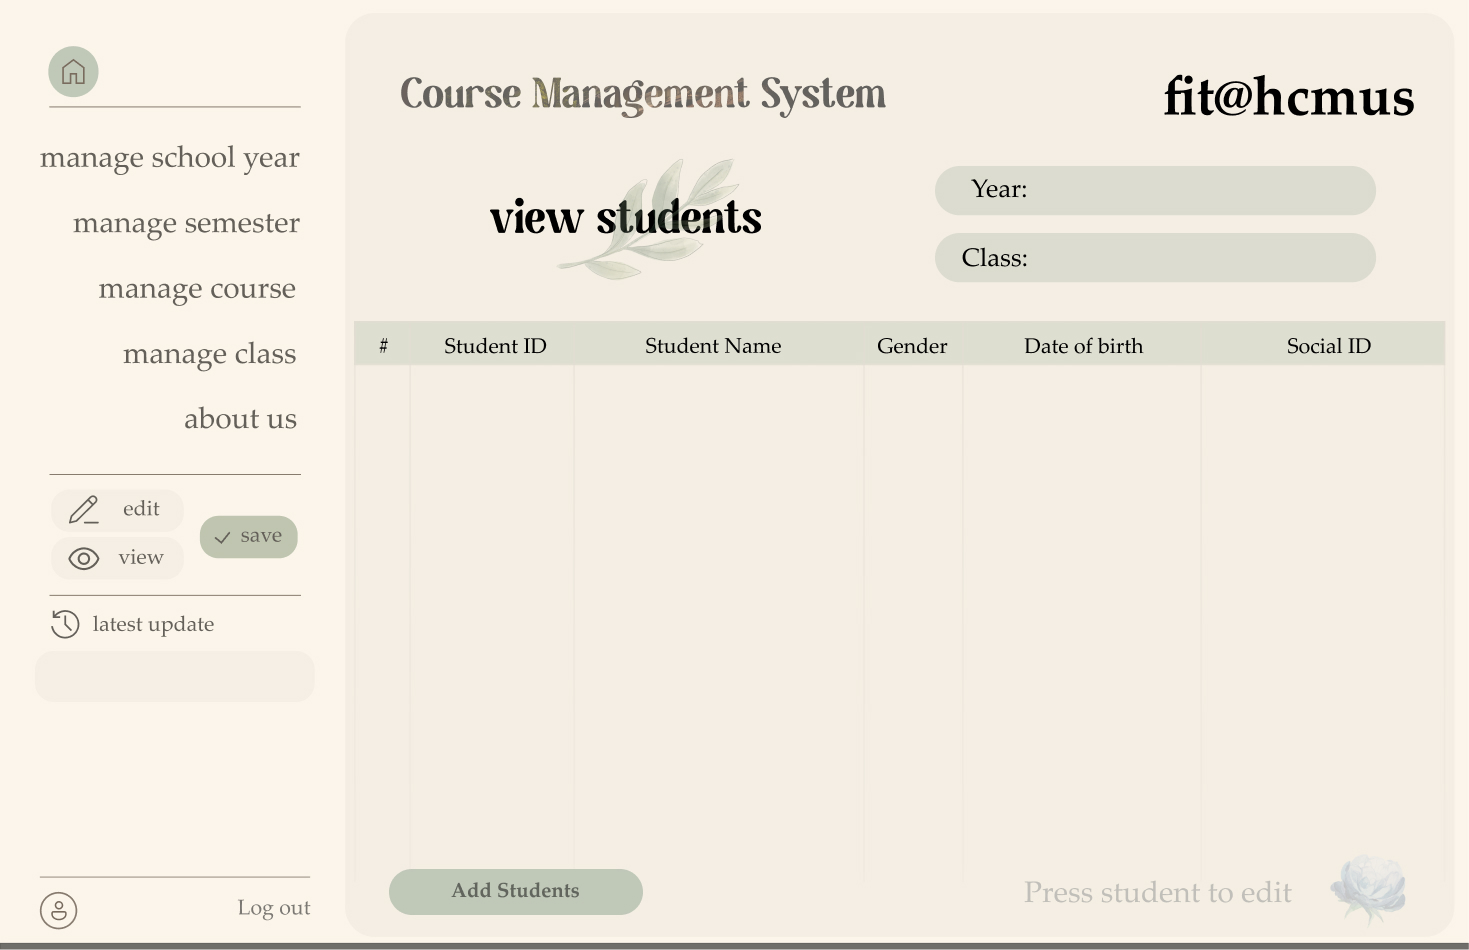 manage school year
manage semester
manage course
manage class
about us
edit
view
save
latest update
Log out
Course Management System
fit@hcmus
view students
Year:
Class:
# Student ID Student Name Gender Date of birth Social ID
Add Students
Press student to edit